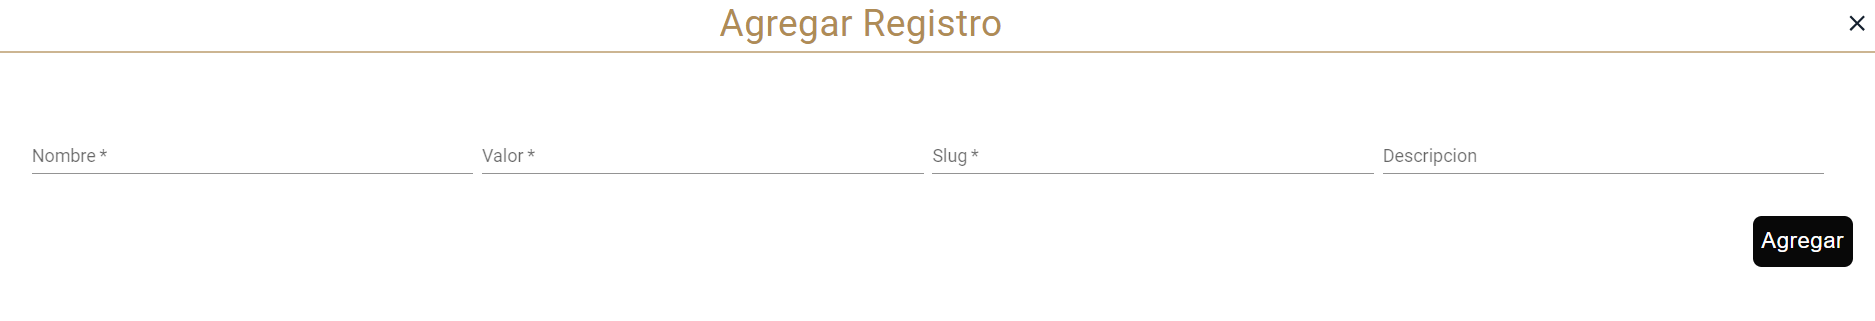 Agregar Registro
Nombre * Valor * Slug * Descripcion
Agregar